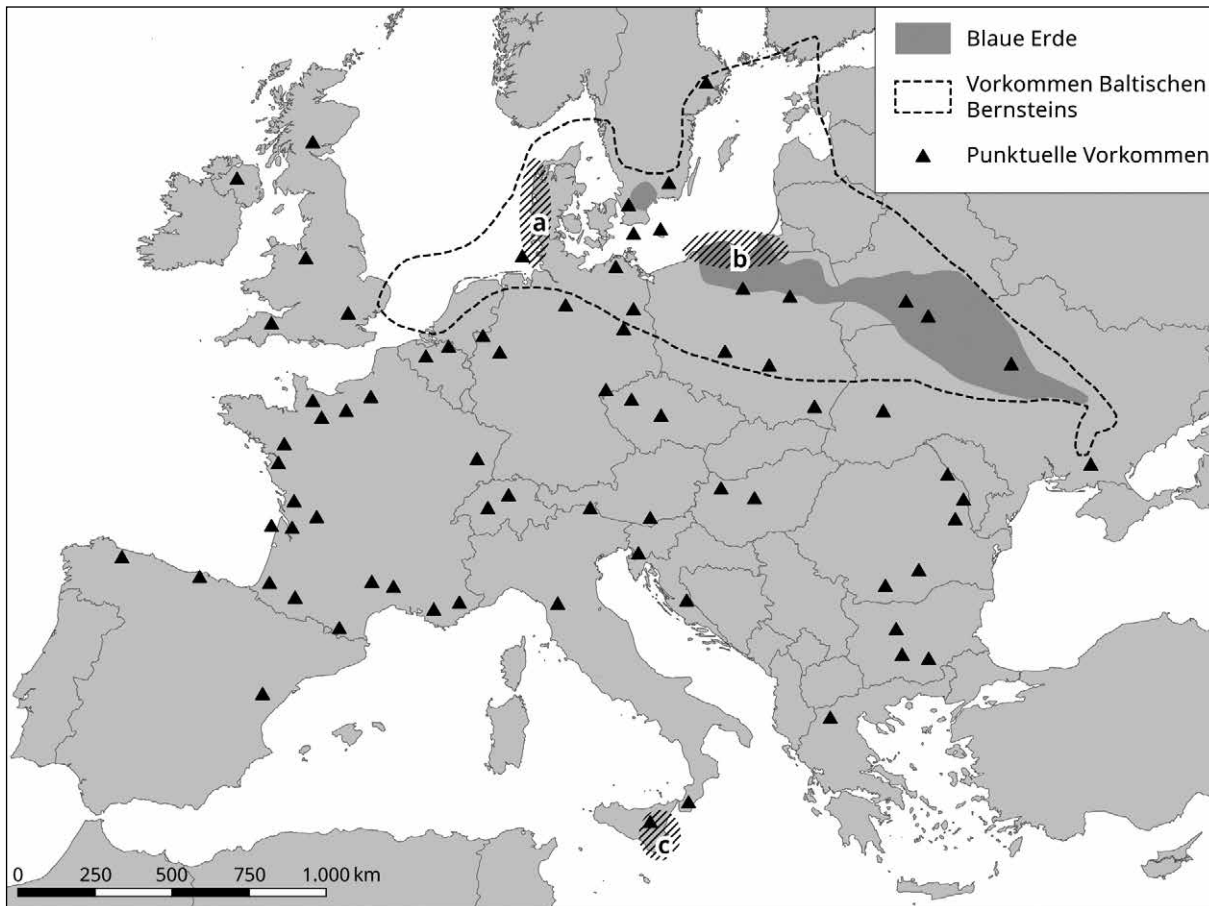 Blaue Erde
Vorkommen Baltischen
Bernsteins
Punktuelle Vorkommen
a
b
c
0 250 500 750 1.000 km